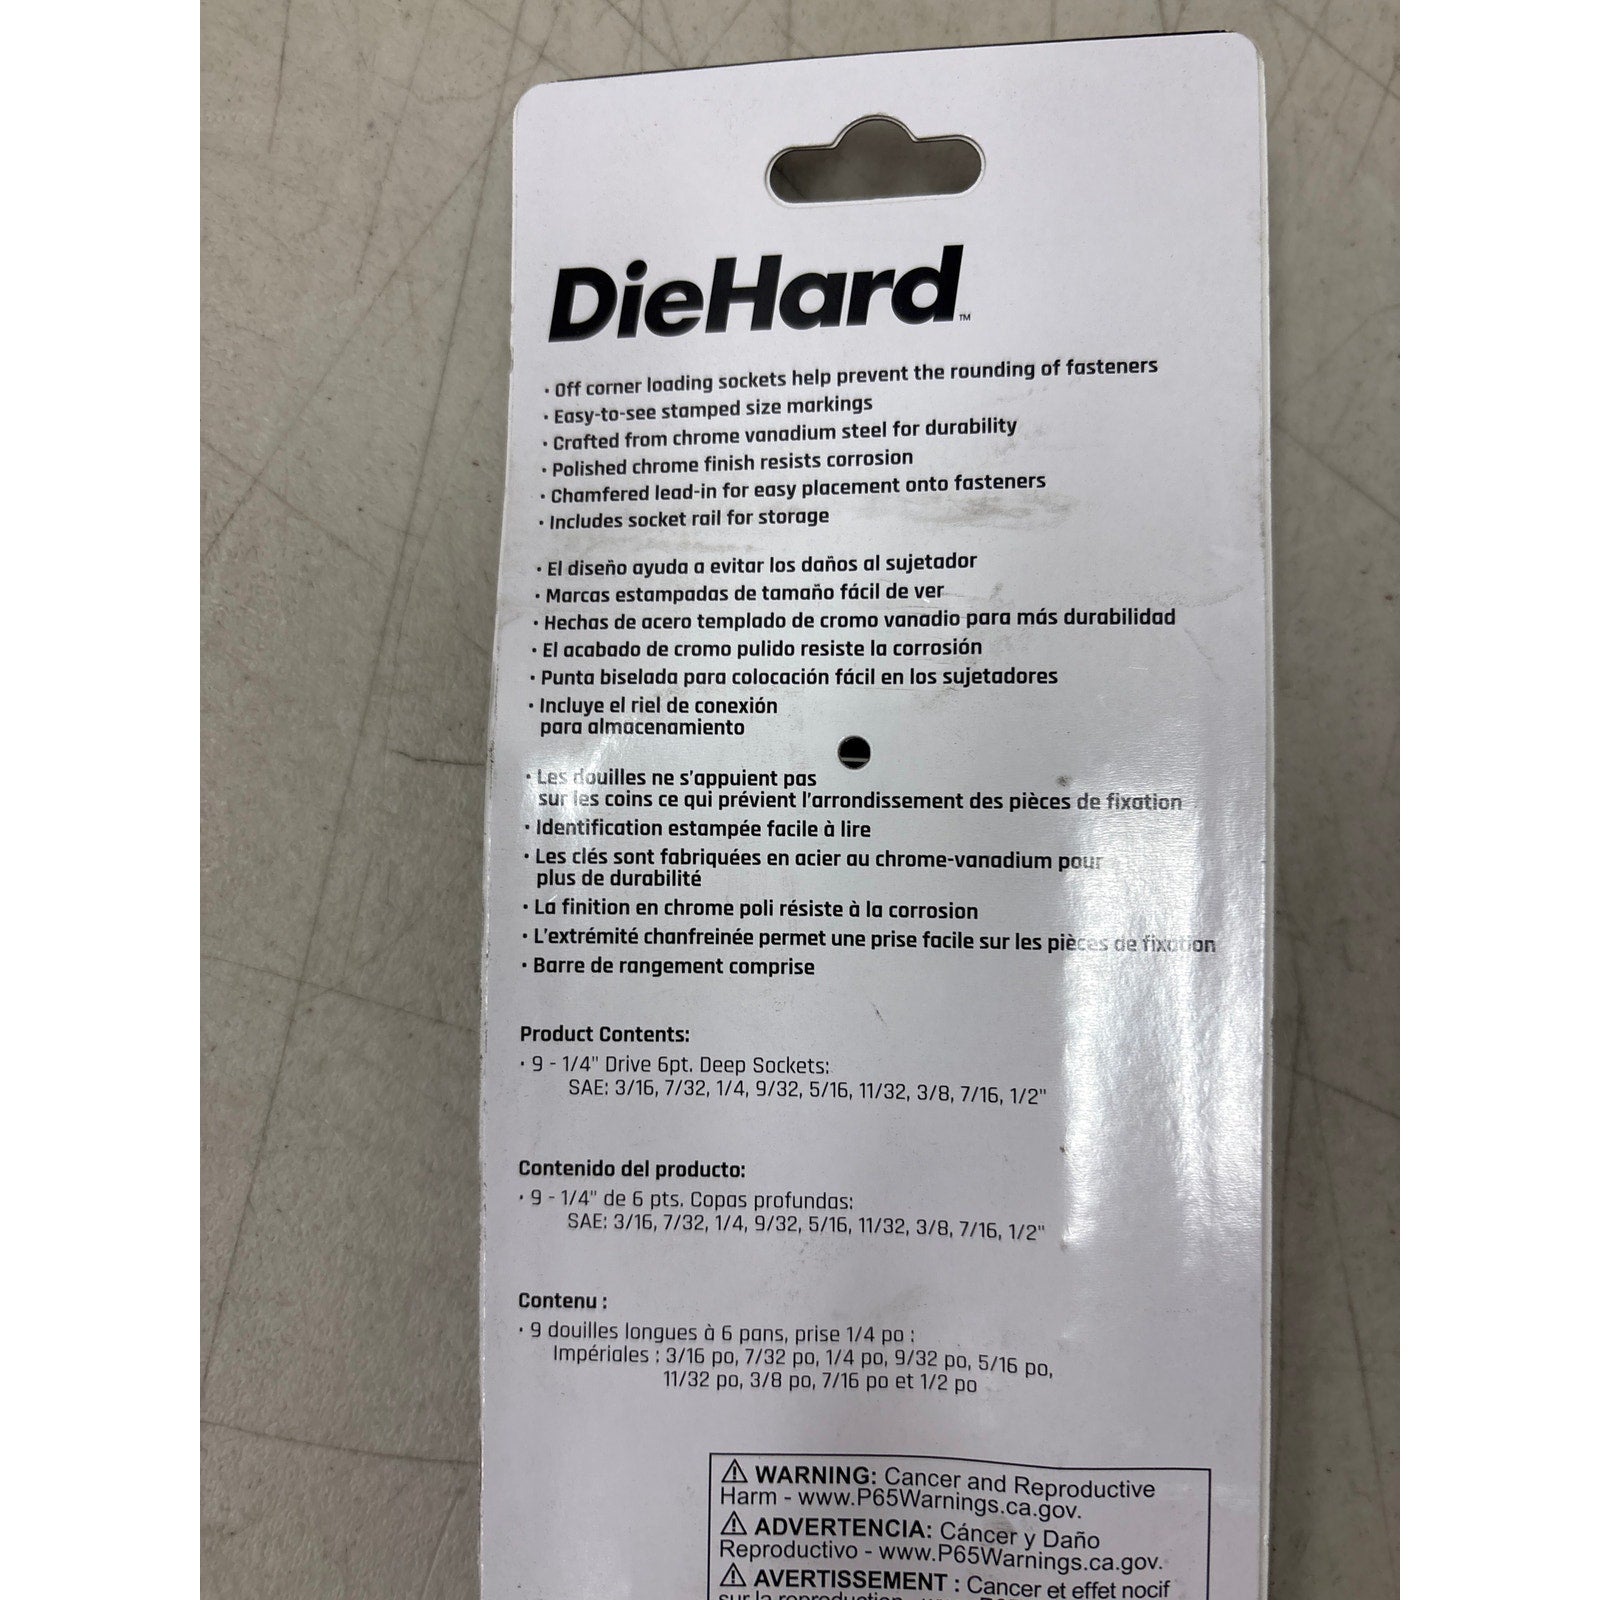 DieHard™
• Off corner loading sockets help prevent the rounding of fasteners
• Easy-to-see stamped size markings
• Crafted from chrome vanadium steel for durability
• Polished chrome finish resists corrosion
• Chamfered lead-in for easy placement onto fasteners
• Includes socket rail for storage
• El diseño ayuda a evitar los daños al sujetador
• Marcas estampadas de tamaño fácil de ver
• Hechas de acero templado de cromo vanadio para más durabilidad
• El acabado de cromo pulido resiste la corrosión
• Punta biselada para colocación fácil en los sujetadores
• Incluye el riel de conexión
para almacenamiento
• Les douilles ne s'appuient pas
sur les coins ce qui prévient l'arrondissement des pièces de fixation
• Identification estampée facile à lire
• Les clés sont fabriquées en acier au chrome-vanadium pour
plus de durabilité
• La finition en chrome poli résiste à la corrosion
• L'extrémité chanfreinée permet une prise facile sur les pièces de fixation
• Barre de rangement comprise
Product Contents:
• 9 - 1/4" Drive 6pt. Deep Sockets:
SAE: 3/16, 7/32, 1/4, 9/32, 5/16, 11/32, 3/8, 7/16, 1/2"
Contenido del producto:
• 9 - 1/4" de 6 pts. Copas profundas:
SAE: 3/16, 7/32, 1/4, 9/32, 5/16, 11/32, 3/8, 7/16, 1/2"
Contenu :
• 9 douilles longues à 6 pans, prise 1/4 po :
Impériales : 3/16 po, 7/32 po, 1/4 po, 9/32 po, 5/16 po,
11/32 po, 3/8 po, 7/16 po et 1/2 po
⚠ WARNING: Cancer and Reproductive
Harm - www.P65Warnings.ca.gov.
⚠ ADVERTENCIA: Cáncer y Daño
Reproductivo - www.P65Warnings.ca.gov.
⚠ AVERTISSEMENT : Cancer et effet nocif
sur la reproduction